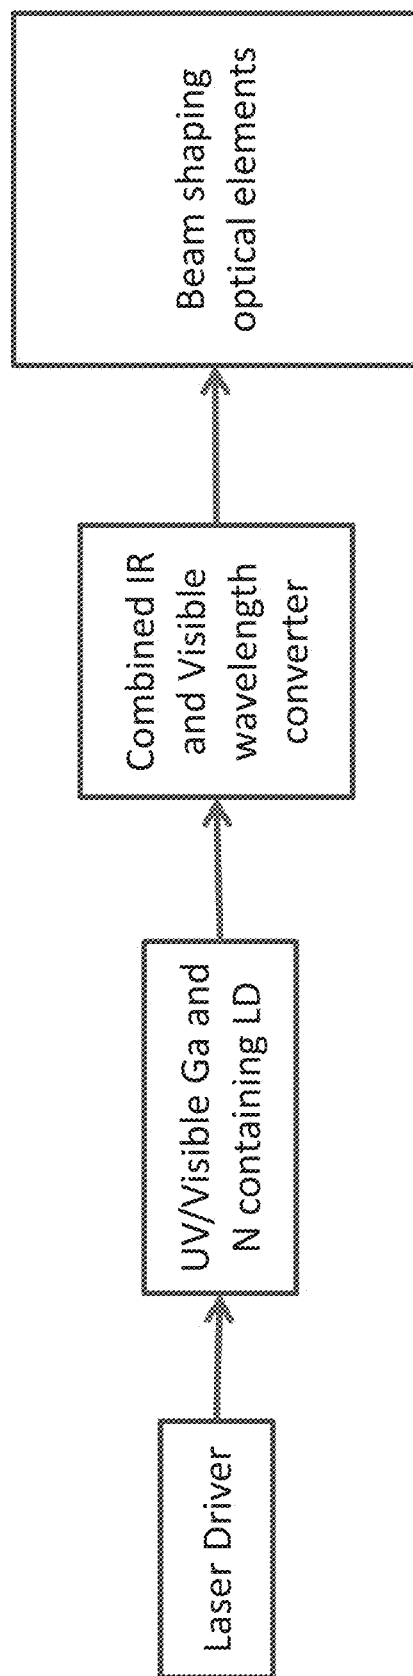 Laser Driver
UV/Visible Ga and
N containing LD
Combined IR
and Visible
wavelength
converter
Beam shaping
optical elements